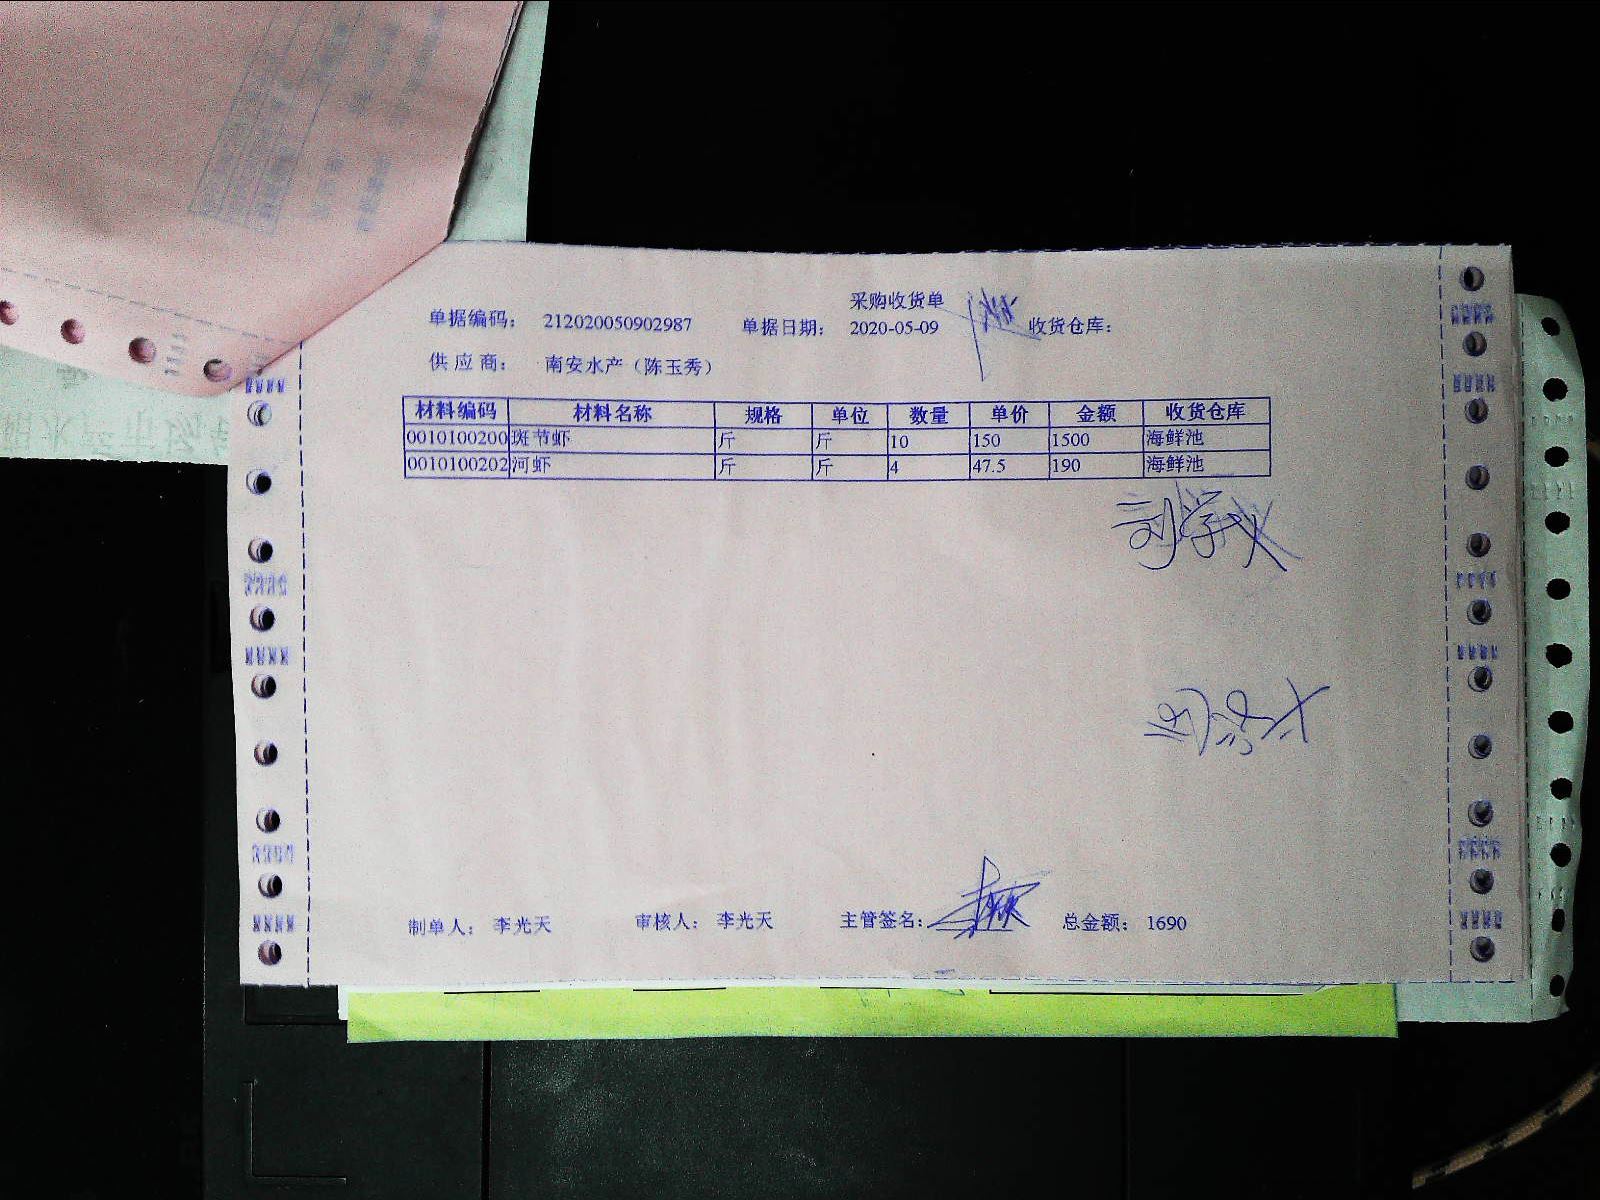 采购收货单
单据编码: 212020050902987 单据日期: 2020-05-09 收货仓库:
供应商: 南安水产（陈玉秀）
材料编码 材料名称 规格 单位 数量 单价 金额 收货仓库
0010100200 斑节虾 斤 斤 10 150 1500 海鲜池
0010100202 河虾 斤 斤 4 47.5 190 海鲜池
刘学义
制单人: 李光天 审核人: 李光天 主管签名: 总金额: 1690